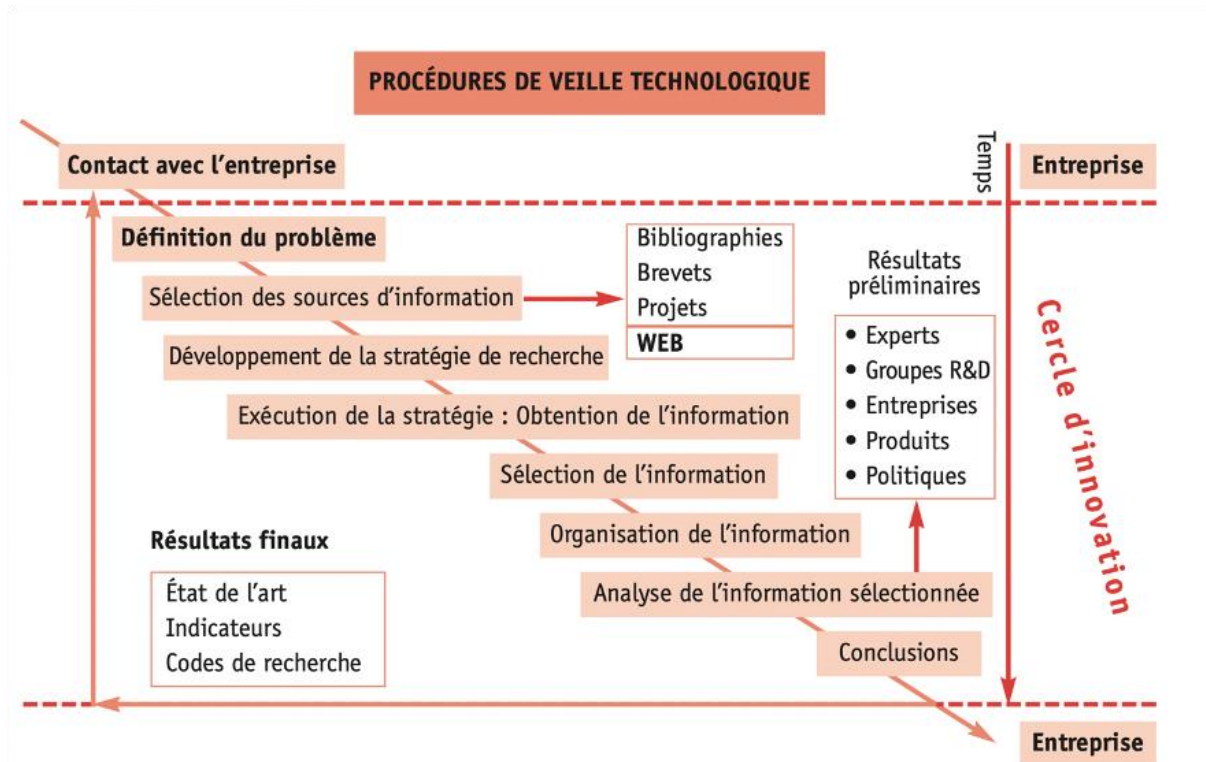 PROCÉDURES DE VEILLE TECHNOLOGIQUE
Contact avec l’entreprise
Temps
Entreprise
Définition du problème
Sélection des sources d’information
Bibliographies
Brevets
Projets
WEB
Résultats
préliminaires
• Experts
• Groupes R&D
• Entreprises
• Produits
• Politiques
Cercle d’innovation
Développement de la stratégie de recherche
Exécution de la stratégie : Obtention de l’information
Sélection de l’information
Organisation de l’information
Analyse de l’information sélectionnée
Conclusions
Résultats finaux
État de l’art
Indicateurs
Codes de recherche
Entreprise